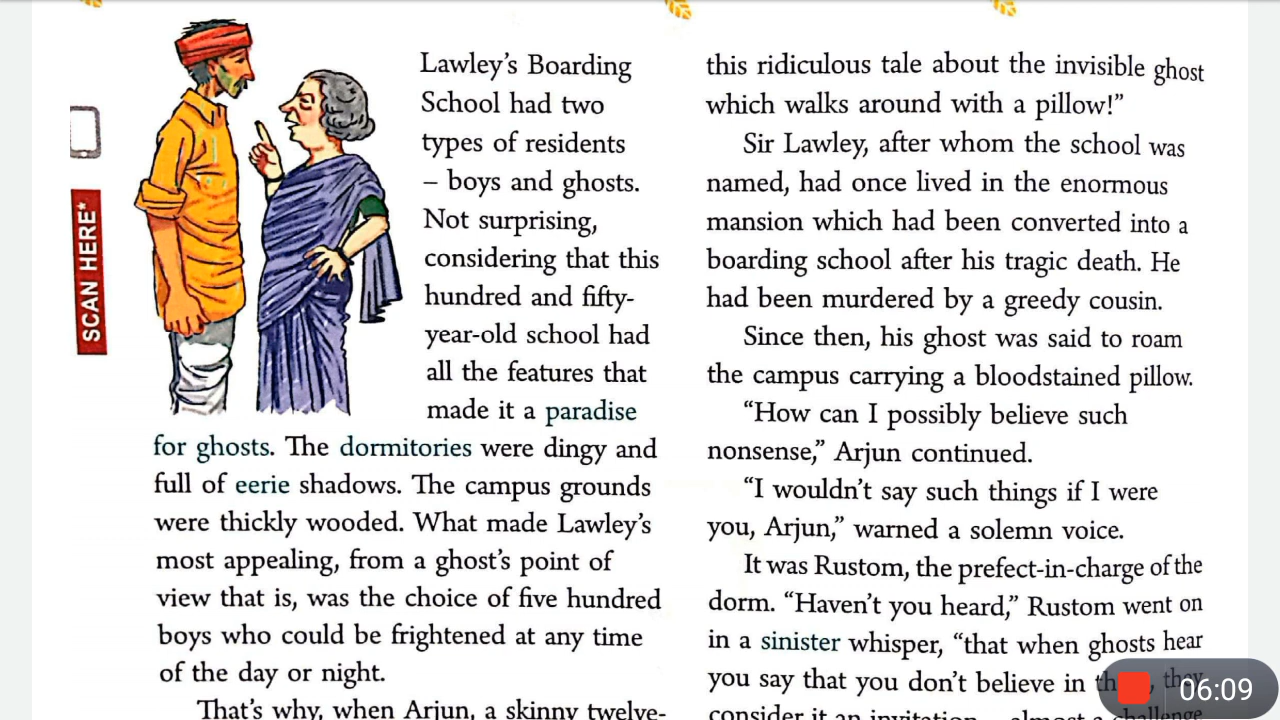 SCAN HERE*
Lawley's Boarding
School had two
types of residents
– boys and ghosts.
Not surprising,
considering that this
hundred and fifty-
year-old school had
all the features that
made it a paradise
for ghosts. The dormitories were dingy and
full of eerie shadows. The campus grounds
were thickly wooded. What made Lawley's
most appealing, from a ghost's point of
view that is, was the choice of five hundred
boys who could be frightened at any time
of the day or night.
That's why, when Arjun, a skinny twelve-
this ridiculous tale about the invisible ghost
which walks around with a pillow!”
Sir Lawley, after whom the school was
named, had once lived in the enormous
mansion which had been converted into a
boarding school after his tragic death. He
had been murdered by a greedy cousin.
Since then, his ghost was said to roam
the campus carrying a bloodstained pillow.
“How can I possibly believe such
nonsense,” Arjun continued.
“I wouldn't say such things if I were
you, Arjun,” warned a solemn voice.
It was Rustom, the prefect-in-charge of the
dorm. “Haven't you heard,” Rustom went on
in a sinister whisper, “that when ghosts hear
you say that you don't believe in
consider it an invitation – almost a challenge
06:09